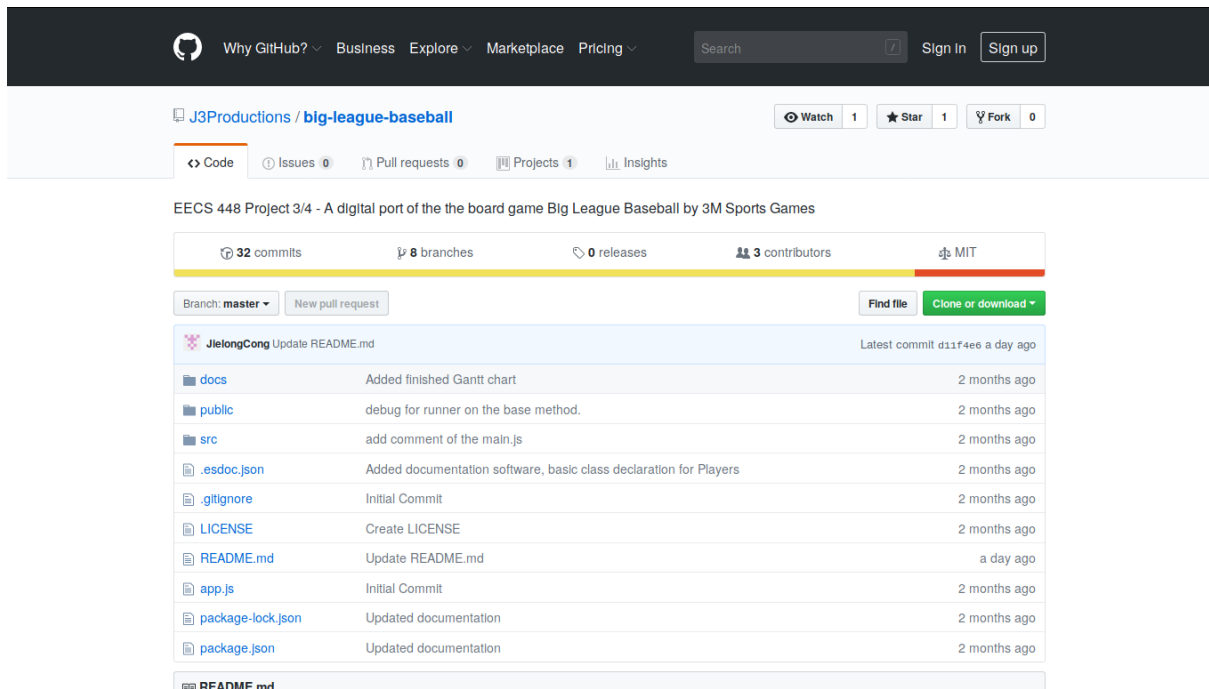 Why GitHub? Business Explore Marketplace Pricing Search / Sign in Sign up
J3Productions / big-league-baseball Watch 1 Star 1 Fork 0
Code Issues 0 Pull requests 0 Projects 1 Insights
EECS 448 Project 3/4 - A digital port of the the board game Big League Baseball by 3M Sports Games
32 commits 8 branches 0 releases 3 contributors MIT
Branch: master New pull request Find file Clone or download
JielongCong Update README.md Latest commit d11f4e6 a day ago
docs Added finished Gantt chart 2 months ago
public debug for runner on the base method. 2 months ago
src add comment of the main.js 2 months ago
.esdoc.json Added documentation software, basic class declaration for Players 2 months ago
.gitignore Initial Commit 2 months ago
LICENSE Create LICENSE 2 months ago
README.md Update README.md a day ago
app.js Initial Commit 2 months ago
package-lock.json Updated documentation 2 months ago
package.json Updated documentation 2 months ago
README.md